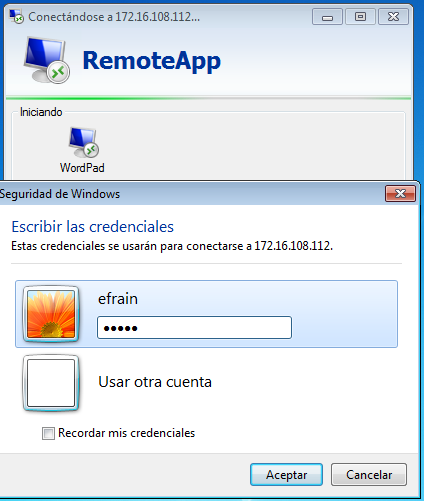 Conectándose a 172.16.108.112...
RemoteApp
Iniciando
WordPad
Seguridad de Windows
Escribir las credenciales
Estas credenciales se usarán para conectarse a 172.16.108.112.
efrain
•••••
Usar otra cuenta
Recordar mis credenciales
Aceptar
Cancelar